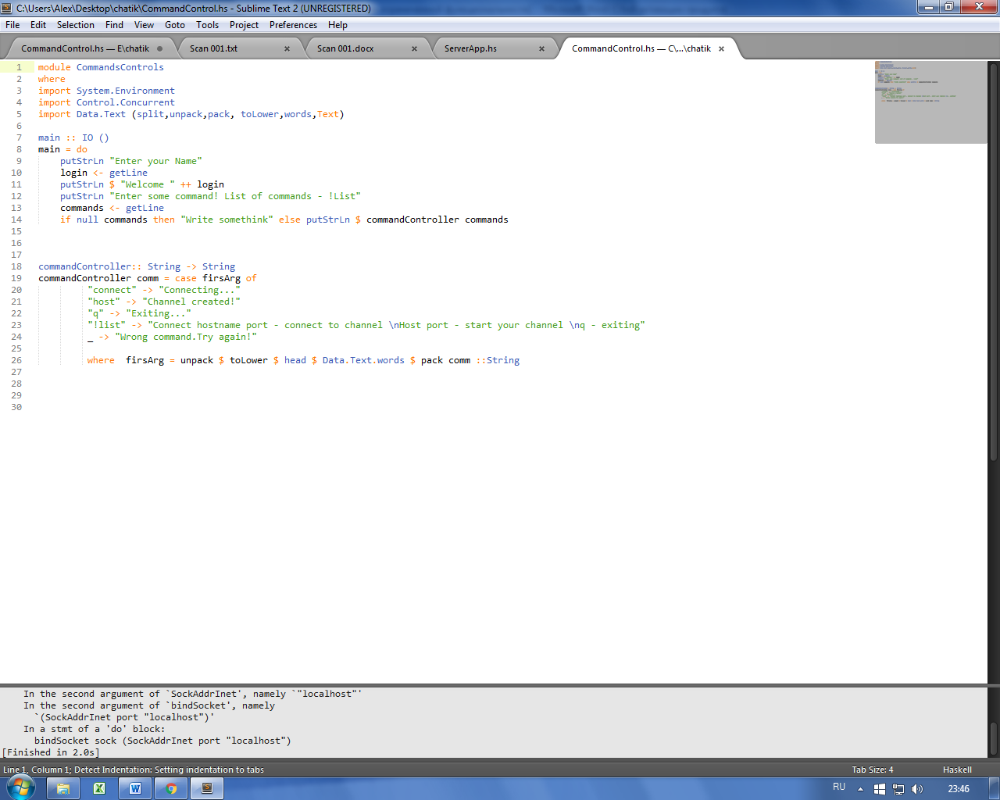 C:\Users\Alex\Desktop\chatik\CommandControl.hs - Sublime Text 2 (UNREGISTERED)
File Edit Selection Find View Goto Tools Project Preferences Help
CommandControl.hs — E\chatik Scan 001.txt Scan 001.docx ServerApp.hs CommandControl.hs — C\...\chatik
1 module CommandsControls
2 where
3 import System.Environment
4 import Control.Concurrent
5 import Data.Text (split,unpack,pack, toLower,words,Text)
6
7 main :: IO ()
8 main = do
9 putStrLn "Enter your Name"
10 login <- getLine
11 putStrLn $ "Welcome " ++ login
12 putStrLn "Enter some command! List of commands - !List"
13 commands <- getLine
14 if null commands then "Write somethink" else putStrLn $ commandController commands
15
16
17
18 commandController:: String -> String
19 commandController comm = case firsArg of
20 "connect" -> "Connecting..."
21 "host" -> "Channel created!"
22 "q" -> "Exiting..."
23 "!list" -> "Connect hostname port - connect to channel \nHost port - start your channel \nq - exiting"
24 _ -> "Wrong command.Try again!"
25
26 where  firsArg = unpack $ toLower $ head $ Data.Text.words $ pack comm ::String
27
28
29
30
In the second argument of `SockAddrInet', namely `"localhost"'
In the second argument of `bindSocket', namely
`(SockAddrInet port "localhost")'
In a stmt of a 'do' block:
bindSocket sock (SockAddrInet port "localhost")
[Finished in 2.0s]
Line 1, Column 1; Detect Indentation: Setting indentation to tabs Tab Size: 4 Haskell
RU 23:46